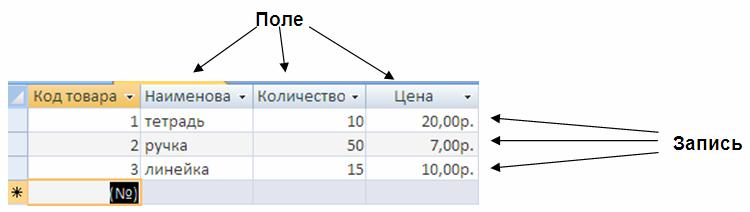 Поле
Код товара Наименова Количество Цена
1 тетрадь 10 20,00р.
2 ручка 50 7,00р.
3 линейка 15 10,00р.
(№)
Запись